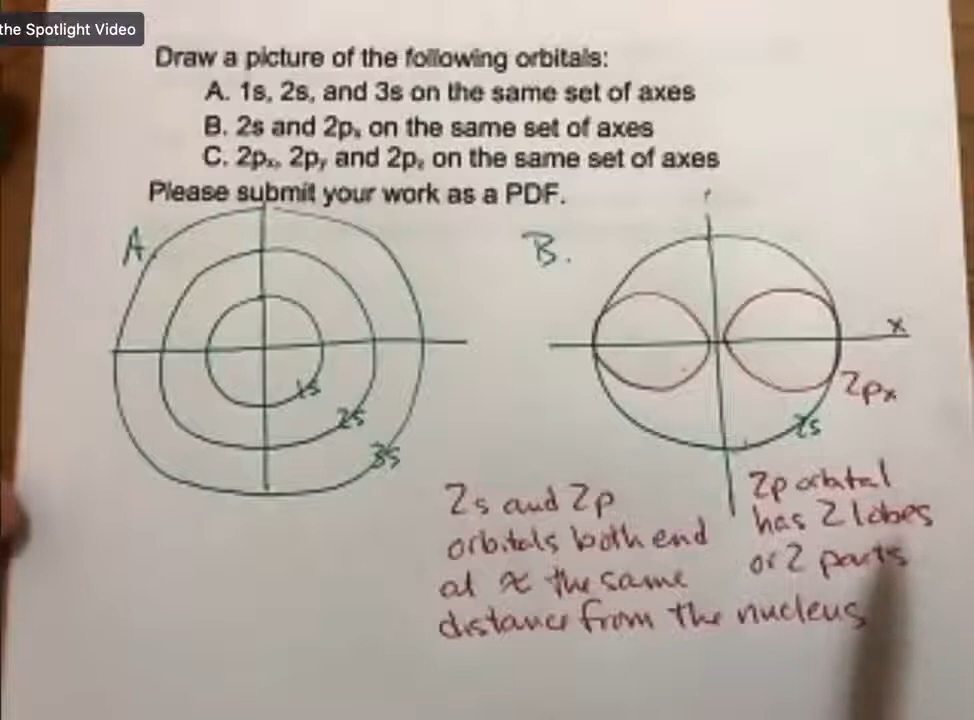 the Spotlight Video
Draw a picture of the following orbitals:
A. 1s, 2s, and 3s on the same set of axes
B. 2s and 2pₓ on the same set of axes
C. 2pₓ, 2pᵧ and 2p_z on the same set of axes
Please submit your work as a PDF.
A
1s
2s
3s
B.
x
2px
2s
2s and 2p
orbitals both end
at ≈ the same
distance from the nucleus
2p orbital
has 2 lobes
or 2 parts